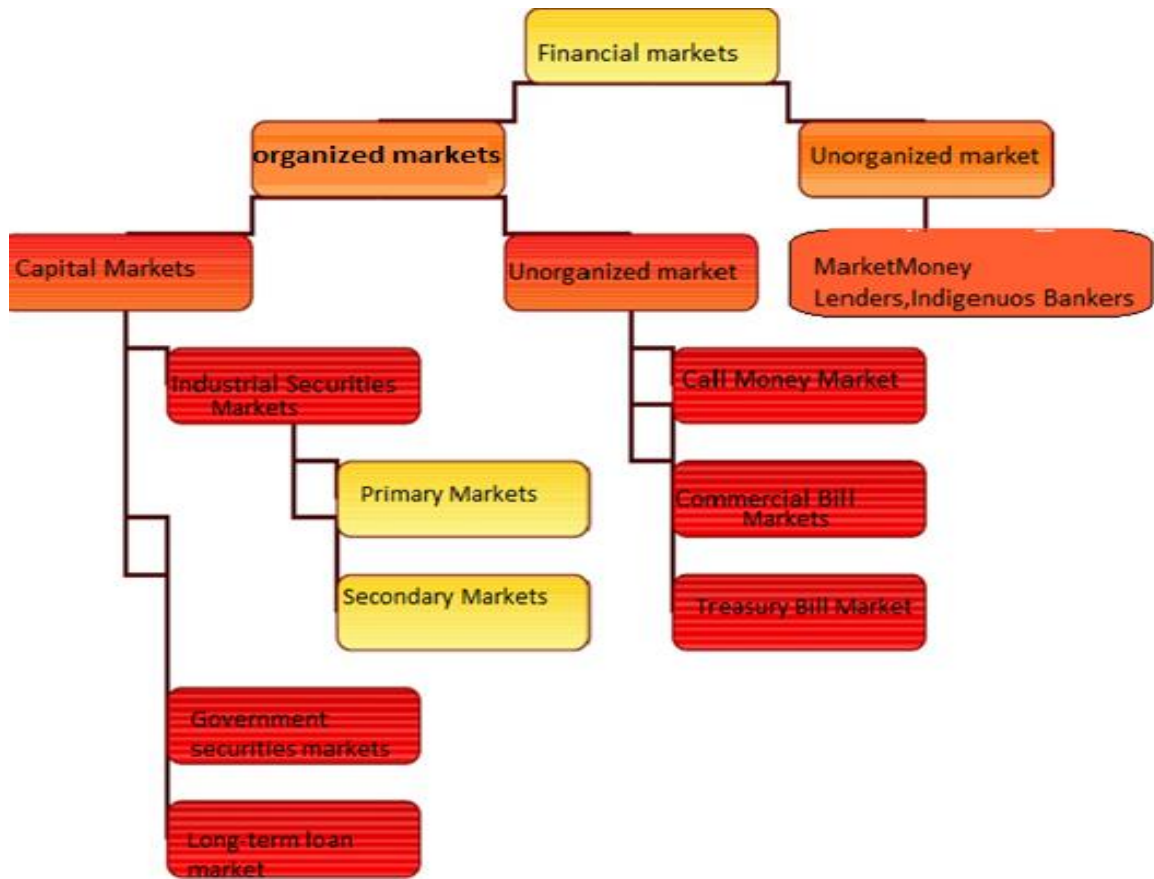 Financial markets
organized markets
Unorganized market
Capital Markets
Unorganized market
MarketMoney
Lenders,Indigenuos Bankers
Industrial Securities
Markets
Call Money Market
Primary Markets
Commercial Bill
Markets
Secondary Markets
Treasury Bill Market
Government
securities markets
Long-term loan
market